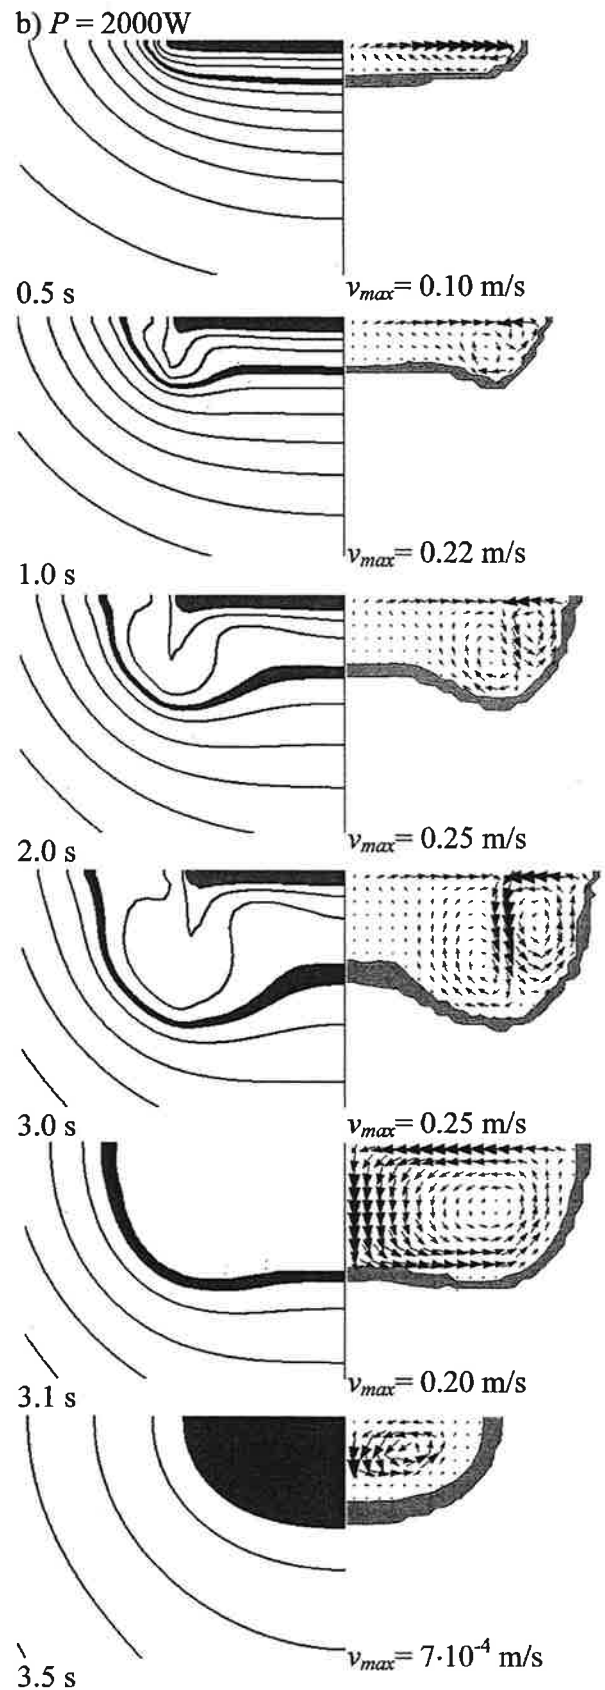 b) P = 2000W
0.5 s
v_max= 0.10 m/s
1.0 s
v_max= 0.22 m/s
2.0 s
v_max= 0.25 m/s
3.0 s
v_max= 0.25 m/s
3.1 s
v_max= 0.20 m/s
3.5 s
v_max= 7·10⁻⁴ m/s